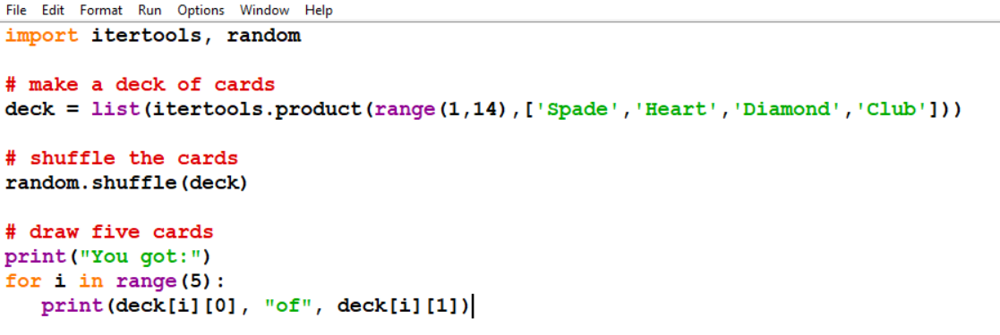 File Edit Format Run Options Window Help
import itertools, random
# make a deck of cards
deck = list(itertools.product(range(1,14),['Spade','Heart','Diamond','Club']))
# shuffle the cards
random.shuffle(deck)
# draw five cards
print("You got:")
for i in range(5):
   print(deck[i][0], "of", deck[i][1])